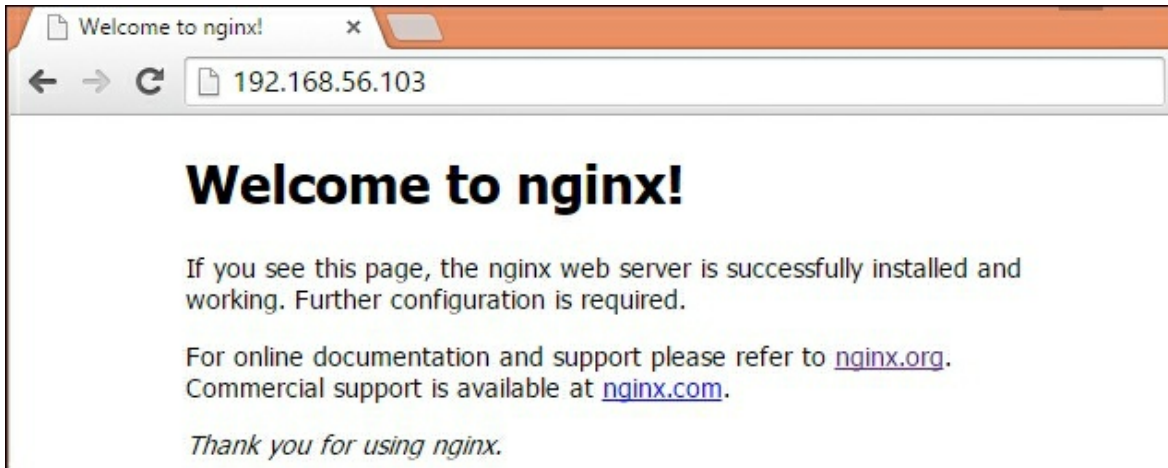 Welcome to nginx!
192.168.56.103
Welcome to nginx!
If you see this page, the nginx web server is successfully installed and
working. Further configuration is required.
For online documentation and support please refer to nginx.org.
Commercial support is available at nginx.com.
Thank you for using nginx.